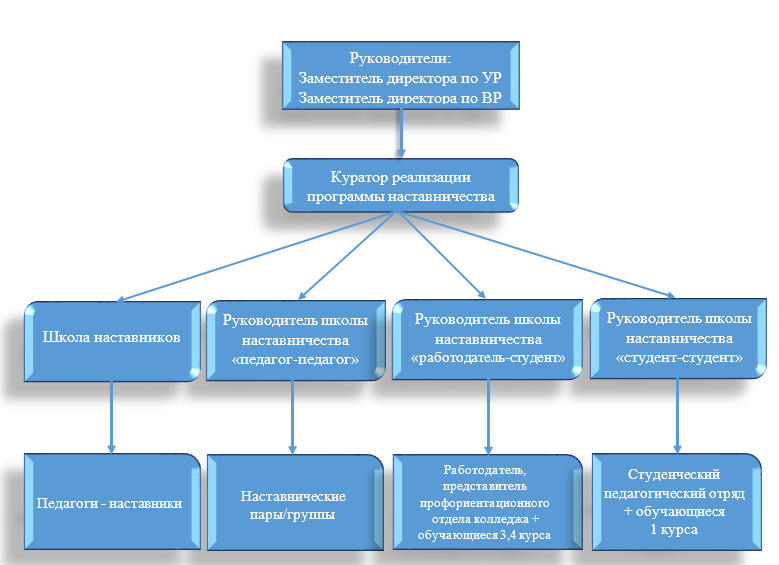 Руководители:
Заместитель директора по УР
Заместитель директора по ВР
Куратор реализации
программы наставничества
Школа наставников
Руководитель школы
наставничества
«педагог-педагог»
Руководитель школы
наставничества
«работодатель-студент»
Руководитель школы
наставничества
«студент-студент»
Педагоги - наставники
Наставнические
пары/группы
Работодатель,
представитель
профориентационного
отдела колледжа +
обучающиеся 3,4 курса
Студенческий
педагогический отряд
+ обучающиеся
1 курса